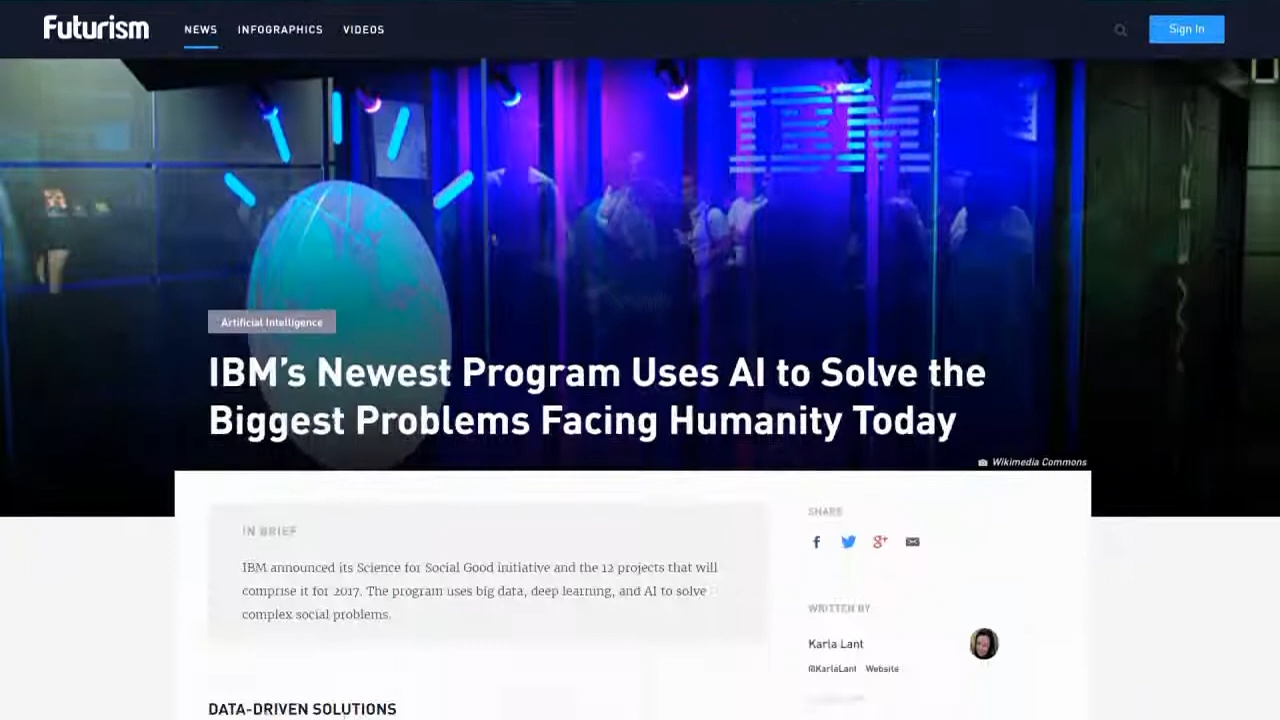 Futurism
NEWS
INFOGRAPHICS
VIDEOS
Sign In
IBM
Artificial Intelligence
IBM's Newest Program Uses AI to Solve the
Biggest Problems Facing Humanity Today
Wikimedia Commons
IN BRIEF
IBM announced its Science for Social Good initiative and the 12 projects that will
comprise it for 2017. The program uses big data, deep learning, and AI to solve
complex social problems.
DATA-DRIVEN SOLUTIONS
SHARE
WRITTEN BY
Karla Lant
@KarlaLant Website